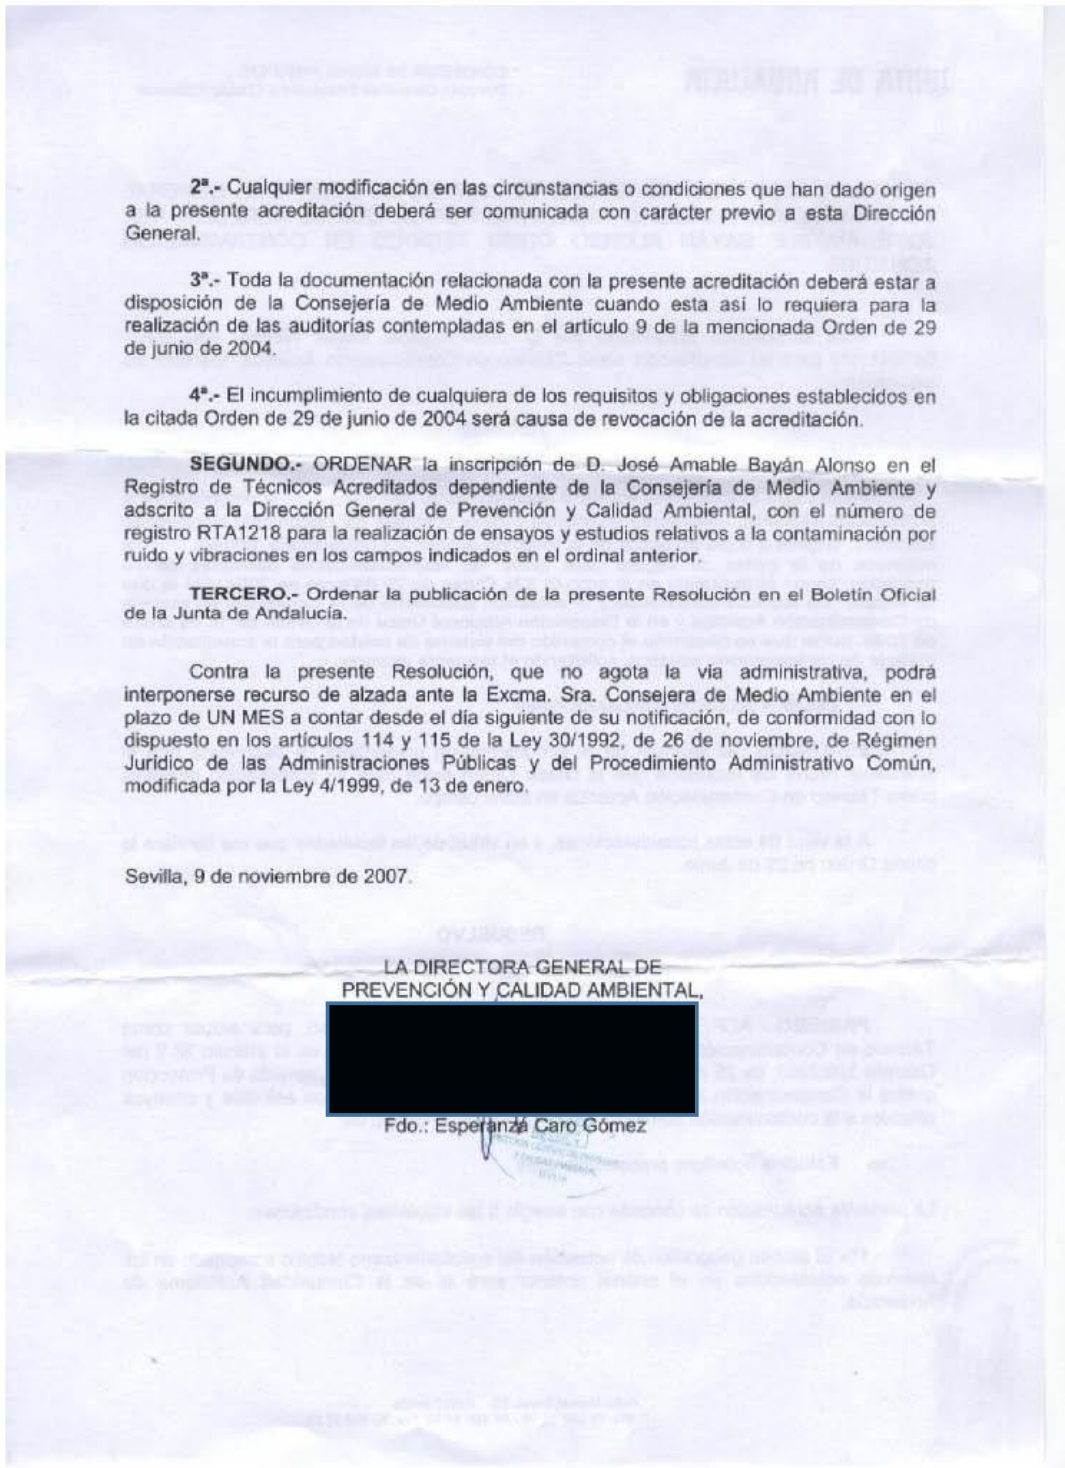 2ª.- Cualquier modificación en las circunstancias o condiciones que han dado origen
a la presente acreditación deberá ser comunicada con carácter previo a esta Dirección
General.
3ª.- Toda la documentación relacionada con la presente acreditación deberá estar a
disposición de la Consejería de Medio Ambiente cuando esta así lo requiera para la
realización de las auditorías contempladas en el artículo 9 de la mencionada Orden de 29
de junio de 2004.
4ª.- El incumplimiento de cualquiera de los requisitos y obligaciones establecidos en
la citada Orden de 29 de junio de 2004 será causa de revocación de la acreditación.
SEGUNDO.- ORDENAR la inscripción de D. José Amable Bayán Alonso en el
Registro de Técnicos Acreditados dependiente de la Consejería de Medio Ambiente y
adscrito a la Dirección General de Prevención y Calidad Ambiental, con el número de
registro RTA1218 para la realización de ensayos y estudios relativos a la contaminación por
ruido y vibraciones en los campos indicados en el ordinal anterior.
TERCERO.- Ordenar la publicación de la presente Resolución en el Boletín Oficial
de la Junta de Andalucía.
Contra la presente Resolución, que no agota la vía administrativa, podrá
interponerse recurso de alzada ante la Excma. Sra. Consejera de Medio Ambiente en el
plazo de UN MES a contar desde el día siguiente de su notificación, de conformidad con lo
dispuesto en los artículos 114 y 115 de la Ley 30/1992, de 26 de noviembre, de Régimen
Jurídico de las Administraciones Públicas y del Procedimiento Administrativo Común,
modificada por la Ley 4/1999, de 13 de enero.
Sevilla, 9 de noviembre de 2007.
LA DIRECTORA GENERAL DE
PREVENCIÓN Y CALIDAD AMBIENTAL,
Fdo.: Esperanza Caro Gómez